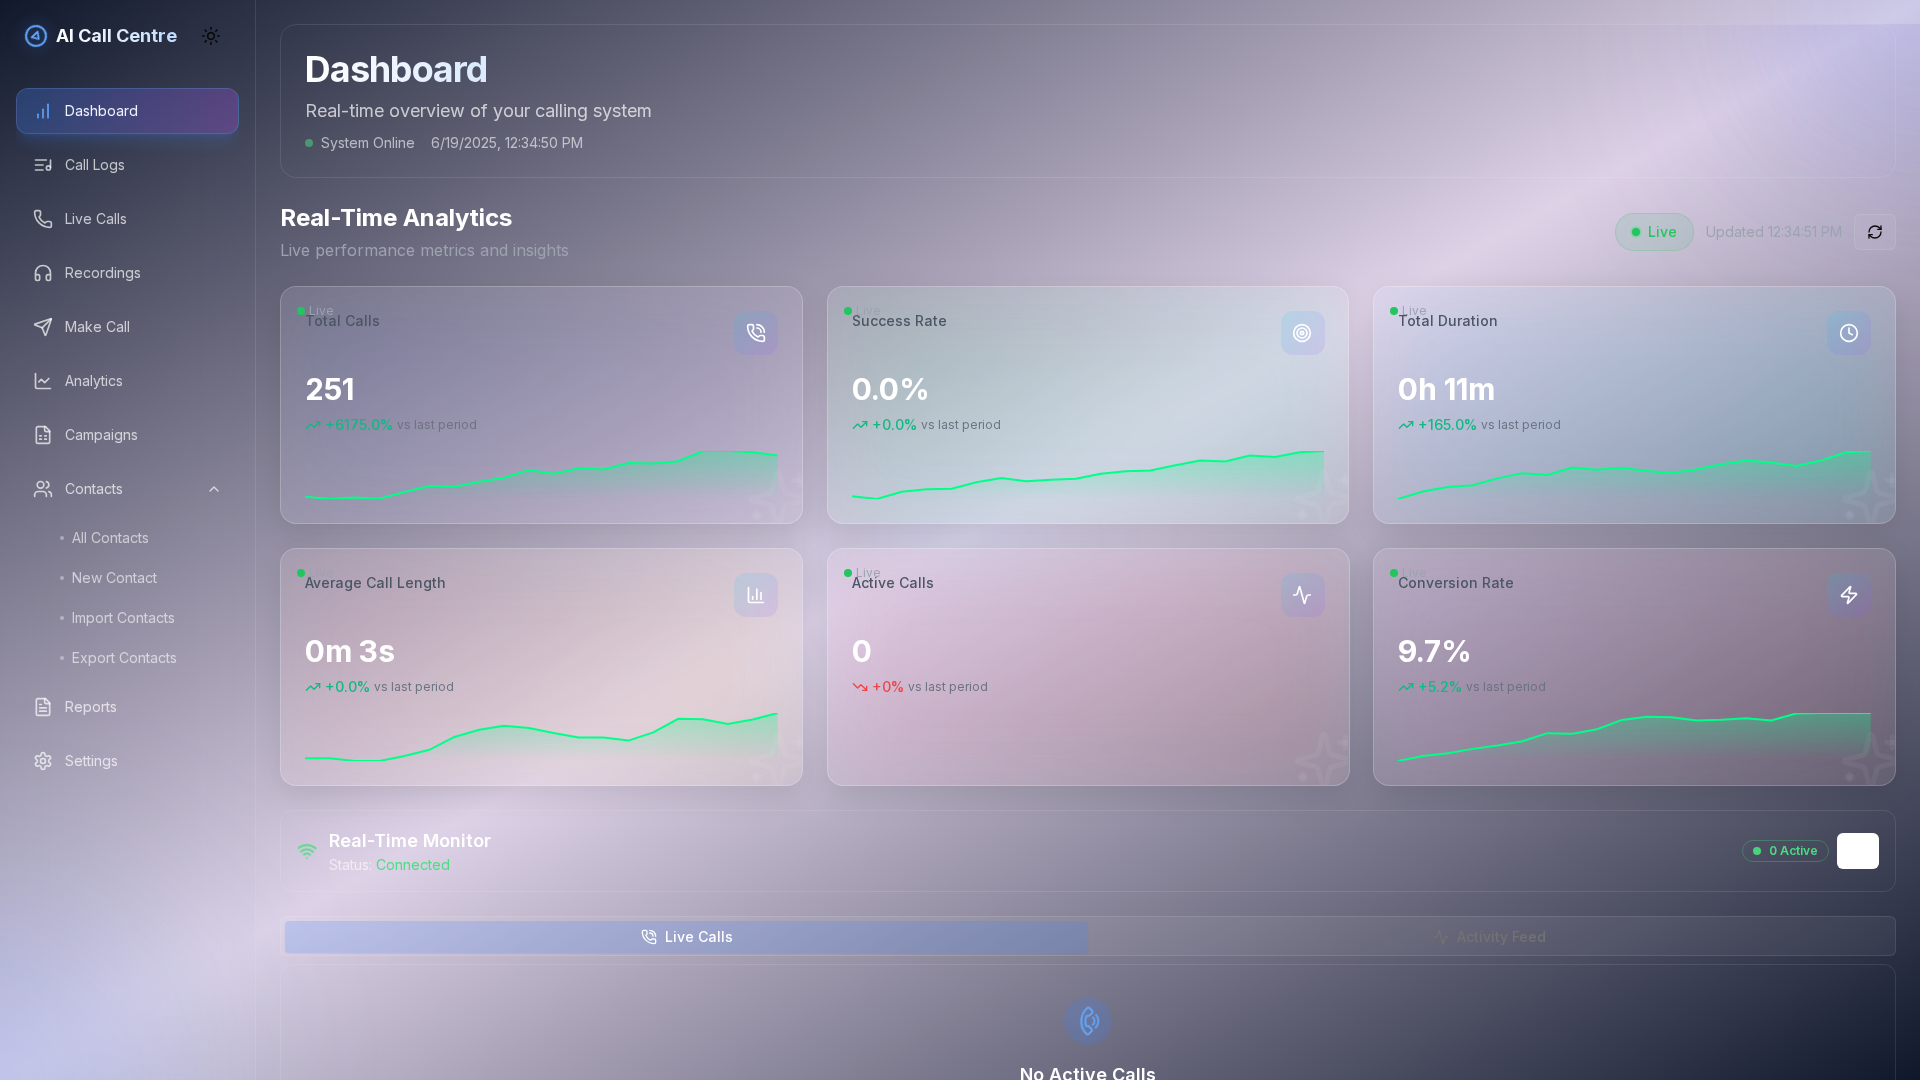 AI Call Centre
Dashboard
Call Logs
Live Calls
Recordings
Make Call
Analytics
Campaigns
Contacts
All Contacts
New Contact
Import Contacts
Export Contacts
Reports
Settings
Dashboard
Real-time overview of your calling system
System Online 6/19/2025, 12:34:50 PM
Real-Time Analytics
Live performance metrics and insights
Live Updated 12:34:51 PM
Live
Total Calls
251
+6175.0% vs last period
Live
Success Rate
0.0%
+0.0% vs last period
Live
Total Duration
0h 11m
+165.0% vs last period
Average Call Length
0m 3s
+0.0% vs last period
Live
Active Calls
0
+0% vs last period
Live
Conversion Rate
9.7%
+5.2% vs last period
Real-Time Monitor
Status: Connected
0 Active
Live Calls
Activity Feed
No Active Calls